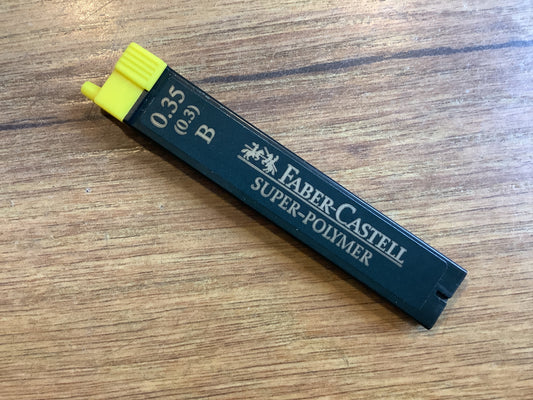 0.35
(0.3)
B
FABER-CASTELL
SUPER-POLYMER